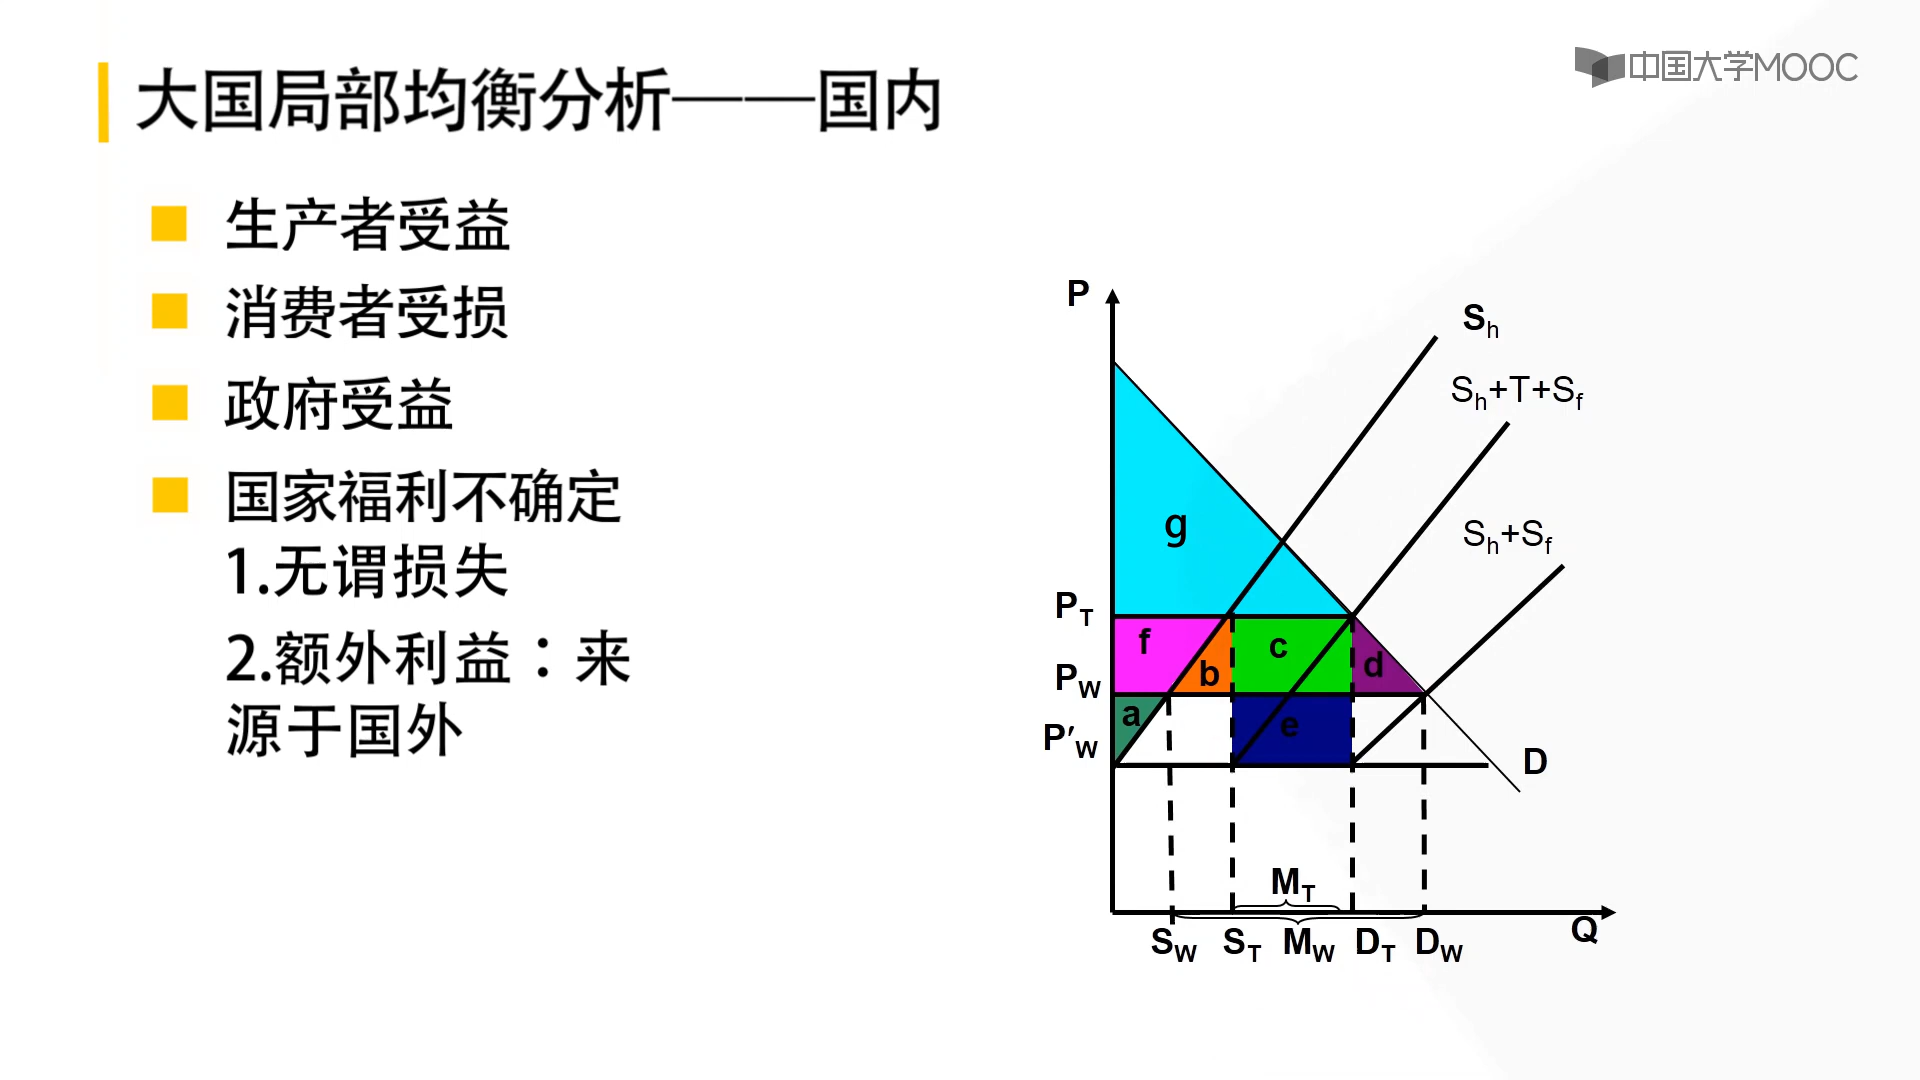 中国大学MOOC
大国局部均衡分析——国内
生产者受益
消费者受损
政府受益
国家福利不确定
1.无谓损失
2.额外利益：来
源于国外
P
Sh
Sh+T+Sf
g
Sh+Sf
PT
f
c
b
d
PW
a
e
P′W
D
MT
Q
SW ST MW DT DW